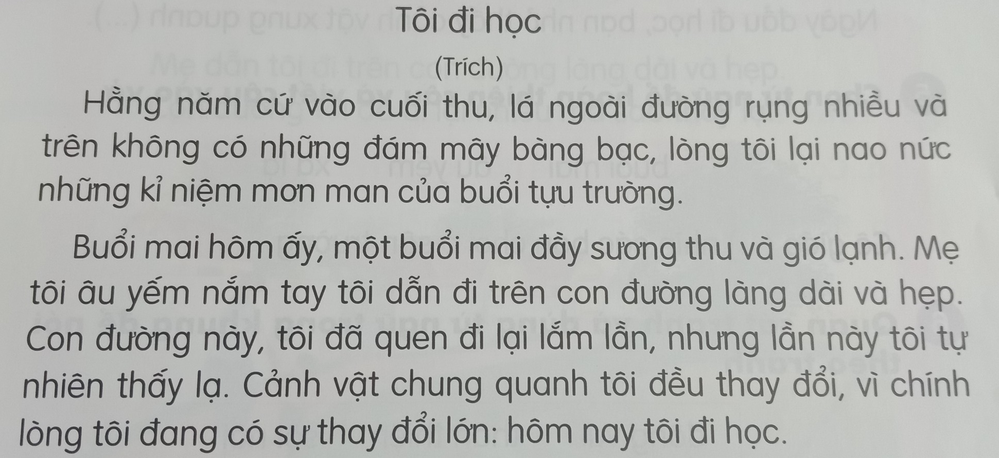 Tôi đi học
(Trích)
Hằng năm cứ vào cuối thu, lá ngoài đường rụng nhiều và
trên không có những đám mây bàng bạc, lòng tôi lại nao nức
những kỉ niệm mơn man của buổi tựu trường.
Buổi mai hôm ấy, một buổi mai đầy sương thu và gió lạnh. Mẹ
tôi âu yếm nắm tay tôi dẫn đi trên con đường làng dài và hẹp.
Con đường này, tôi đã quen đi lại lắm lần, nhưng lần này tôi tự
nhiên thấy lạ. Cảnh vật chung quanh tôi đều thay đổi, vì chính
lòng tôi đang có sự thay đổi lớn: hôm nay tôi đi học.